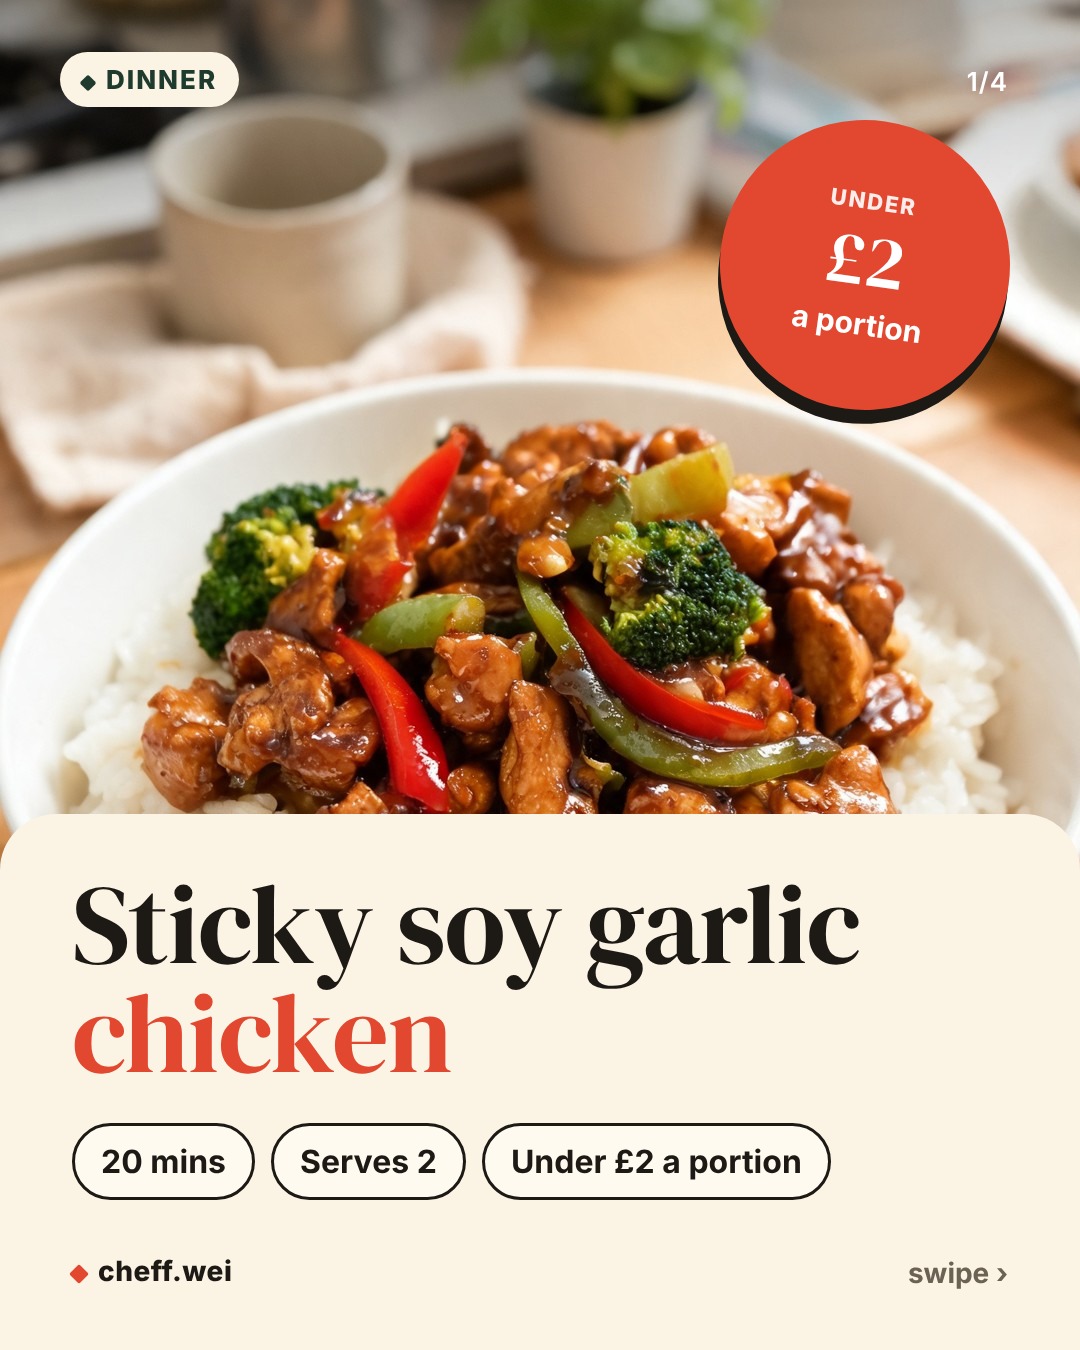 ◆ DINNER
1/4
UNDER
£2
a portion
Sticky soy garlic
chicken
20 mins
Serves 2
Under £2 a portion
◆ cheff.wei
swipe ›